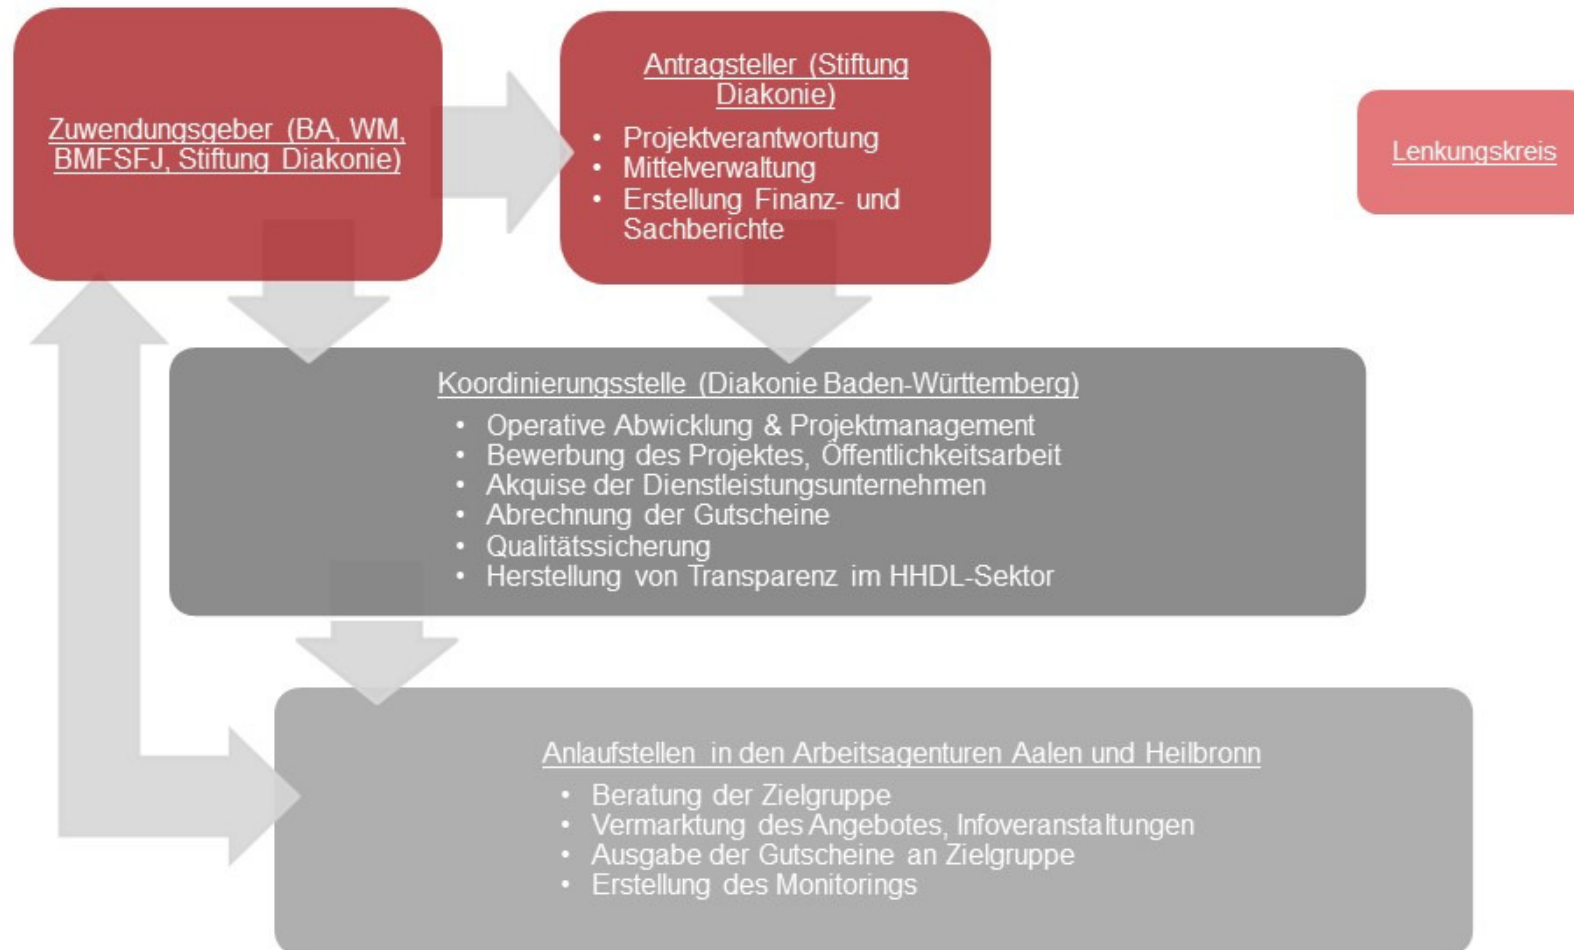 Zuwendungsgeber (BA, WM,
BMFSFJ, Stiftung Diakonie)
Antragsteller (Stiftung
Diakonie)
• Projektverantwortung
• Mittelverwaltung
• Erstellung Finanz- und
Sachberichte
Lenkungskreis
Koordinierungsstelle (Diakonie Baden-Württemberg)
• Operative Abwicklung & Projektmanagement
• Bewerbung des Projektes, Öffentlichkeitsarbeit
• Akquise der Dienstleistungsunternehmen
• Abrechnung der Gutscheine
• Qualitätssicherung
• Herstellung von Transparenz im HHDL-Sektor
Anlaufstellen in den Arbeitsagenturen Aalen und Heilbronn
• Beratung der Zielgruppe
• Vermarktung des Angebotes, Infoveranstaltungen
• Ausgabe der Gutscheine an Zielgruppe
• Erstellung des Monitorings